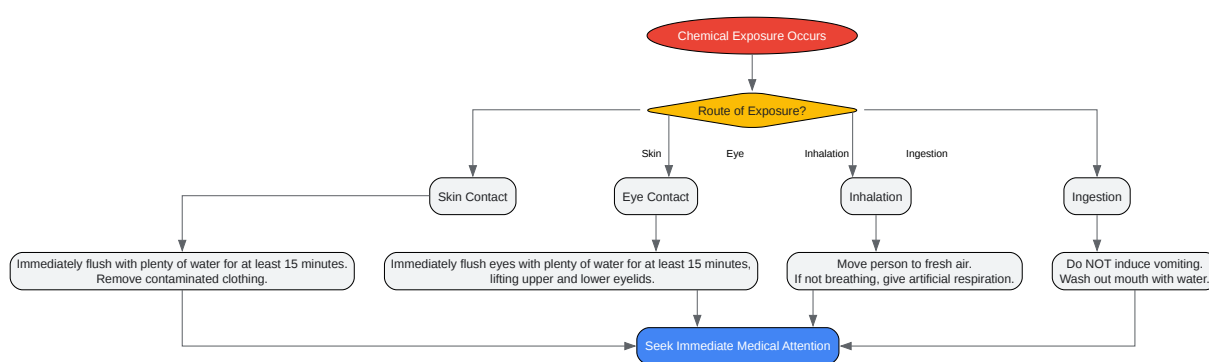 Chemical Exposure Occurs
Route of Exposure?
Skin
Eye
Inhalation
Ingestion
Skin Contact
Eye Contact
Inhalation
Ingestion
Immediately flush with plenty of water for at least 15 minutes.
Remove contaminated clothing.
Immediately flush eyes with plenty of water for at least 15 minutes,
lifting upper and lower eyelids.
Move person to fresh air.
If not breathing, give artificial respiration.
Do NOT induce vomiting.
Wash out mouth with water.
Seek Immediate Medical Attention